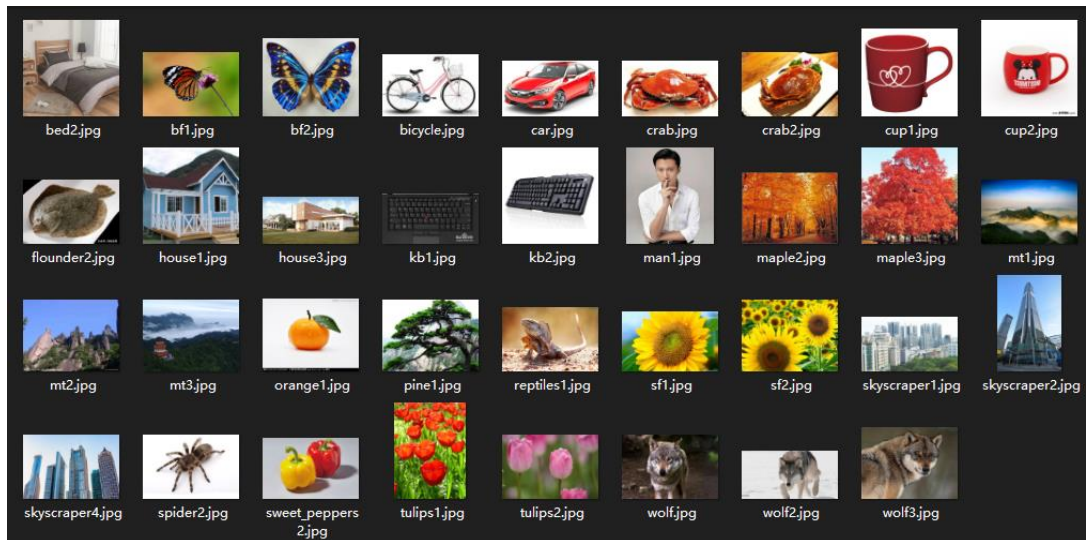 bed2.jpg
bf1.jpg
bf2.jpg
bicycle.jpg
car.jpg
crab.jpg
crab2.jpg
cup1.jpg
cup2.jpg
flounder2.jpg
house1.jpg
house3.jpg
kb1.jpg
kb2.jpg
man1.jpg
maple2.jpg
maple3.jpg
mt1.jpg
mt2.jpg
mt3.jpg
orange1.jpg
pine1.jpg
reptiles1.jpg
sf1.jpg
sf2.jpg
skyscraper1.jpg
skyscraper2.jpg
skyscraper4.jpg
spider2.jpg
sweet_peppers
2.jpg
tulips1.jpg
tulips2.jpg
wolf.jpg
wolf2.jpg
wolf3.jpg